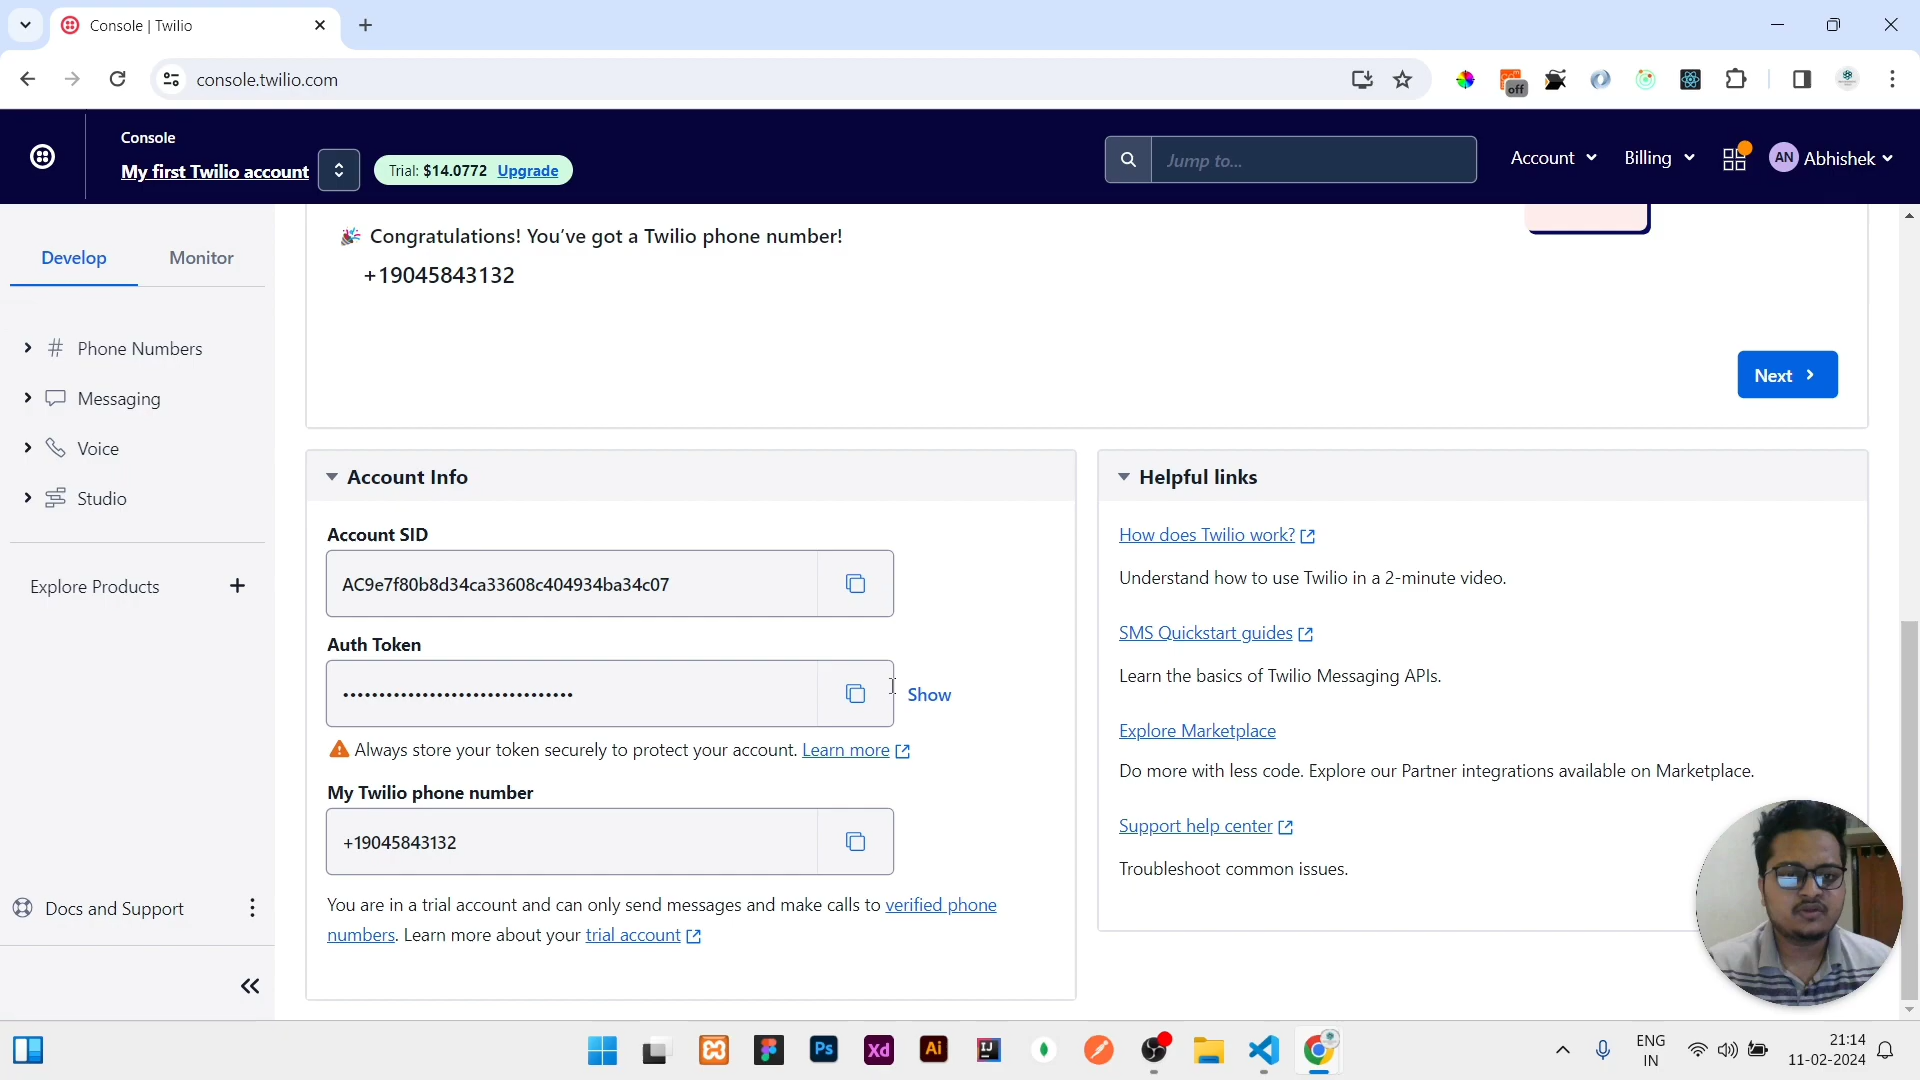 Console | Twilio
console.twilio.com
off
Console
My first Twilio account
Trial: $14.0772 Upgrade
Jump to...
Account
Billing
AN
Abhishek
Develop
Monitor
Phone Numbers
Messaging
Voice
Studio
Explore Products
Docs and Support
Congratulations! You've got a Twilio phone number!
+19045843132
Next
Account Info
Account SID
AC9e7f80b8d34ca33608c404934ba34c07
Auth Token
••••••••••••••••••••••••••••••••
Show
Always store your token securely to protect your account. Learn more
My Twilio phone number
+19045843132
You are in a trial account and can only send messages and make calls to verified phone
numbers. Learn more about your trial account
Helpful links
How does Twilio work?
Understand how to use Twilio in a 2-minute video.
SMS Quickstart guides
Learn the basics of Twilio Messaging APIs.
Explore Marketplace
Do more with less code. Explore our Partner integrations available on Marketplace.
Support help center
Troubleshoot common issues.
Ps
Xd
Ai
IJ
ENG
IN
21:14
11-02-2024